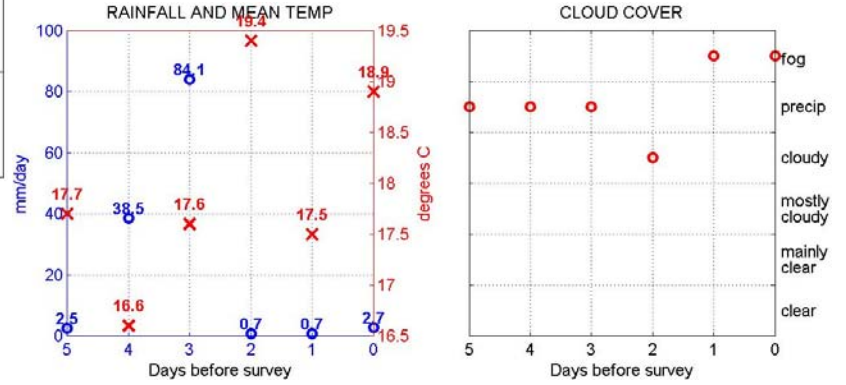 RAINFALL AND MEAN TEMP
19.4
100
80
60
40
20
0
mm/day
84.1
18.9
17.7
38.5
17.6
17.5
16.6
2.5
0.7
0.7
2.7
19.5
19
18.5
18
17.5
17
16.5
degrees C
5 4 3 2 1 0
Days before survey
CLOUD COVER
fog
precip
cloudy
mostly
cloudy
mainly
clear
clear
5 4 3 2 1 0
Days before survey